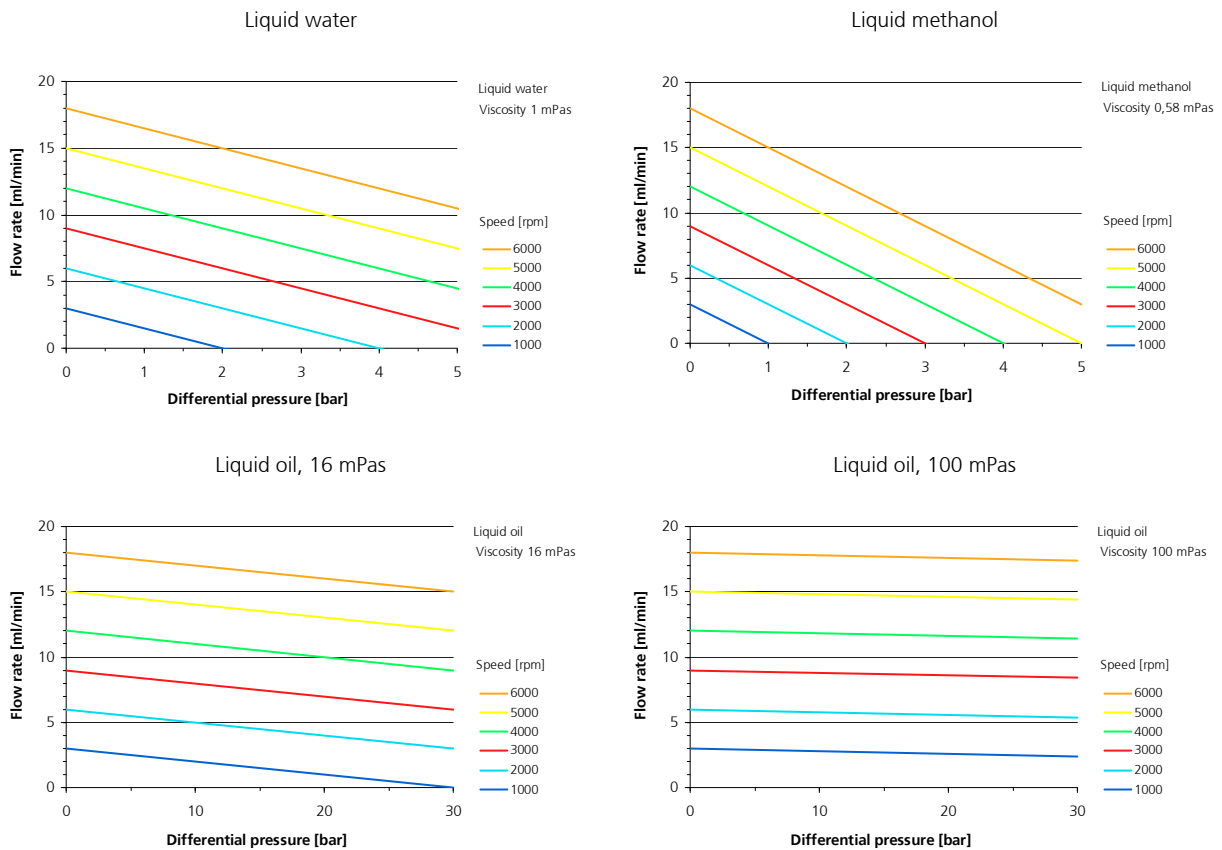 Liquid water
20
15
10
5
0
0 1 2 3 4 5
Flow rate [ml/min]
Differential pressure [bar]
Liquid water
Viscosity 1 mPas
Speed [rpm]
6000
5000
4000
3000
2000
1000
Liquid methanol
20
15
10
5
0
0 1 2 3 4 5
Flow rate [ml/min]
Differential pressure [bar]
Liquid methanol
Viscosity 0,58 mPas
Speed [rpm]
6000
5000
4000
3000
2000
1000
Liquid oil, 16 mPas
20
15
10
5
0
0 10 20 30
Flow rate [ml/min]
Differential pressure [bar]
Liquid oil
Viscosity 16 mPas
Speed [rpm]
6000
5000
4000
3000
2000
1000
Liquid oil, 100 mPas
20
15
10
5
0
0 10 20 30
Flow rate [ml/min]
Differential pressure [bar]
Liquid oil
Viscosity 100 mPas
Speed [rpm]
6000
5000
4000
3000
2000
1000